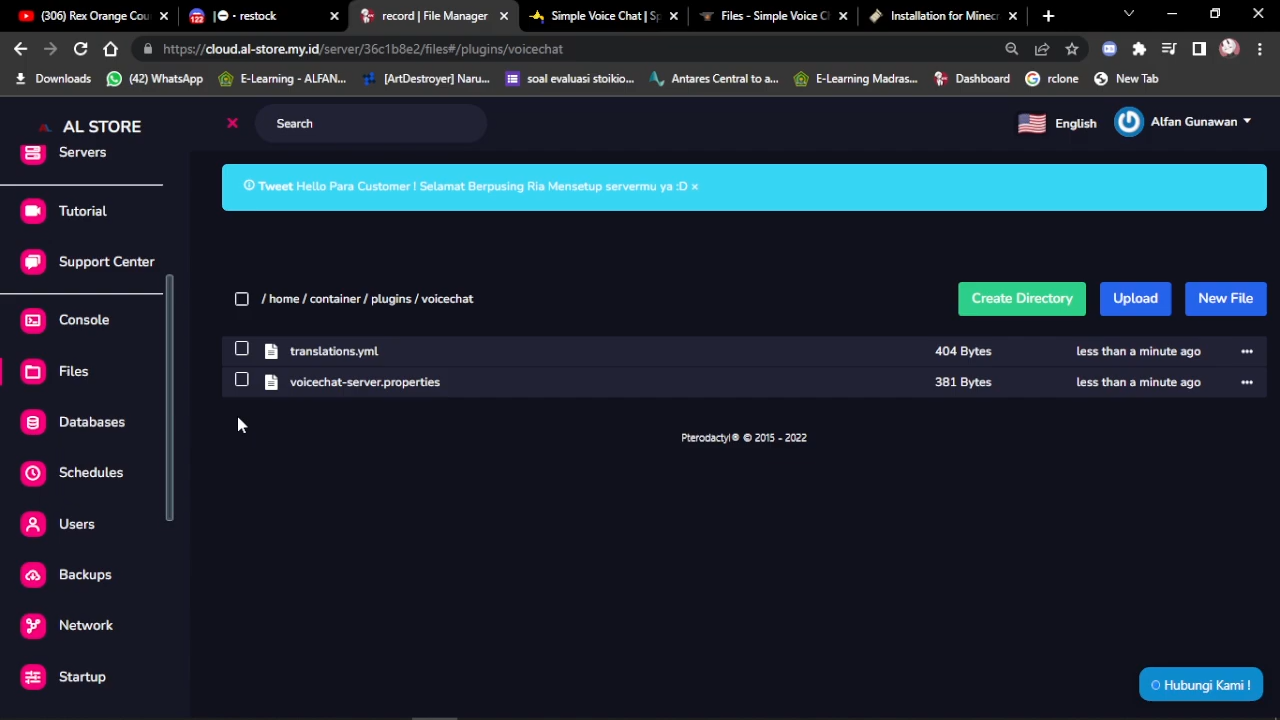 (306) Rex Orange Cou
122
• restock
record | File Manager
Simple Voice Chat | Sp
Files - Simple Voice Ch
Installation for Minecr
https://cloud.al-store.my.id/server/36c1b8e2/files#/plugins/voicechat
Downloads
(42) WhatsApp
E-Learning - ALFAN...
[ArtDestroyer] Naru...
soal evaluasi stoikio...
Antares Central to a...
E-Learning Madras...
Dashboard
rclone
New Tab
AL STORE
Search
English
Alfan Gunawan
Servers
Tutorial
Support Center
Console
Files
Databases
Schedules
Users
Backups
Network
Startup
Tweet Hello Para Customer ! Selamat Berpusing Ria Mensetup servermu ya :D ×
/ home / container / plugins / voicechat
Create Directory
Upload
New File
translations.yml 404 Bytes less than a minute ago
voicechat-server.properties 381 Bytes less than a minute ago
Pterodactyl® © 2015 - 2022
Hubungi Kami !